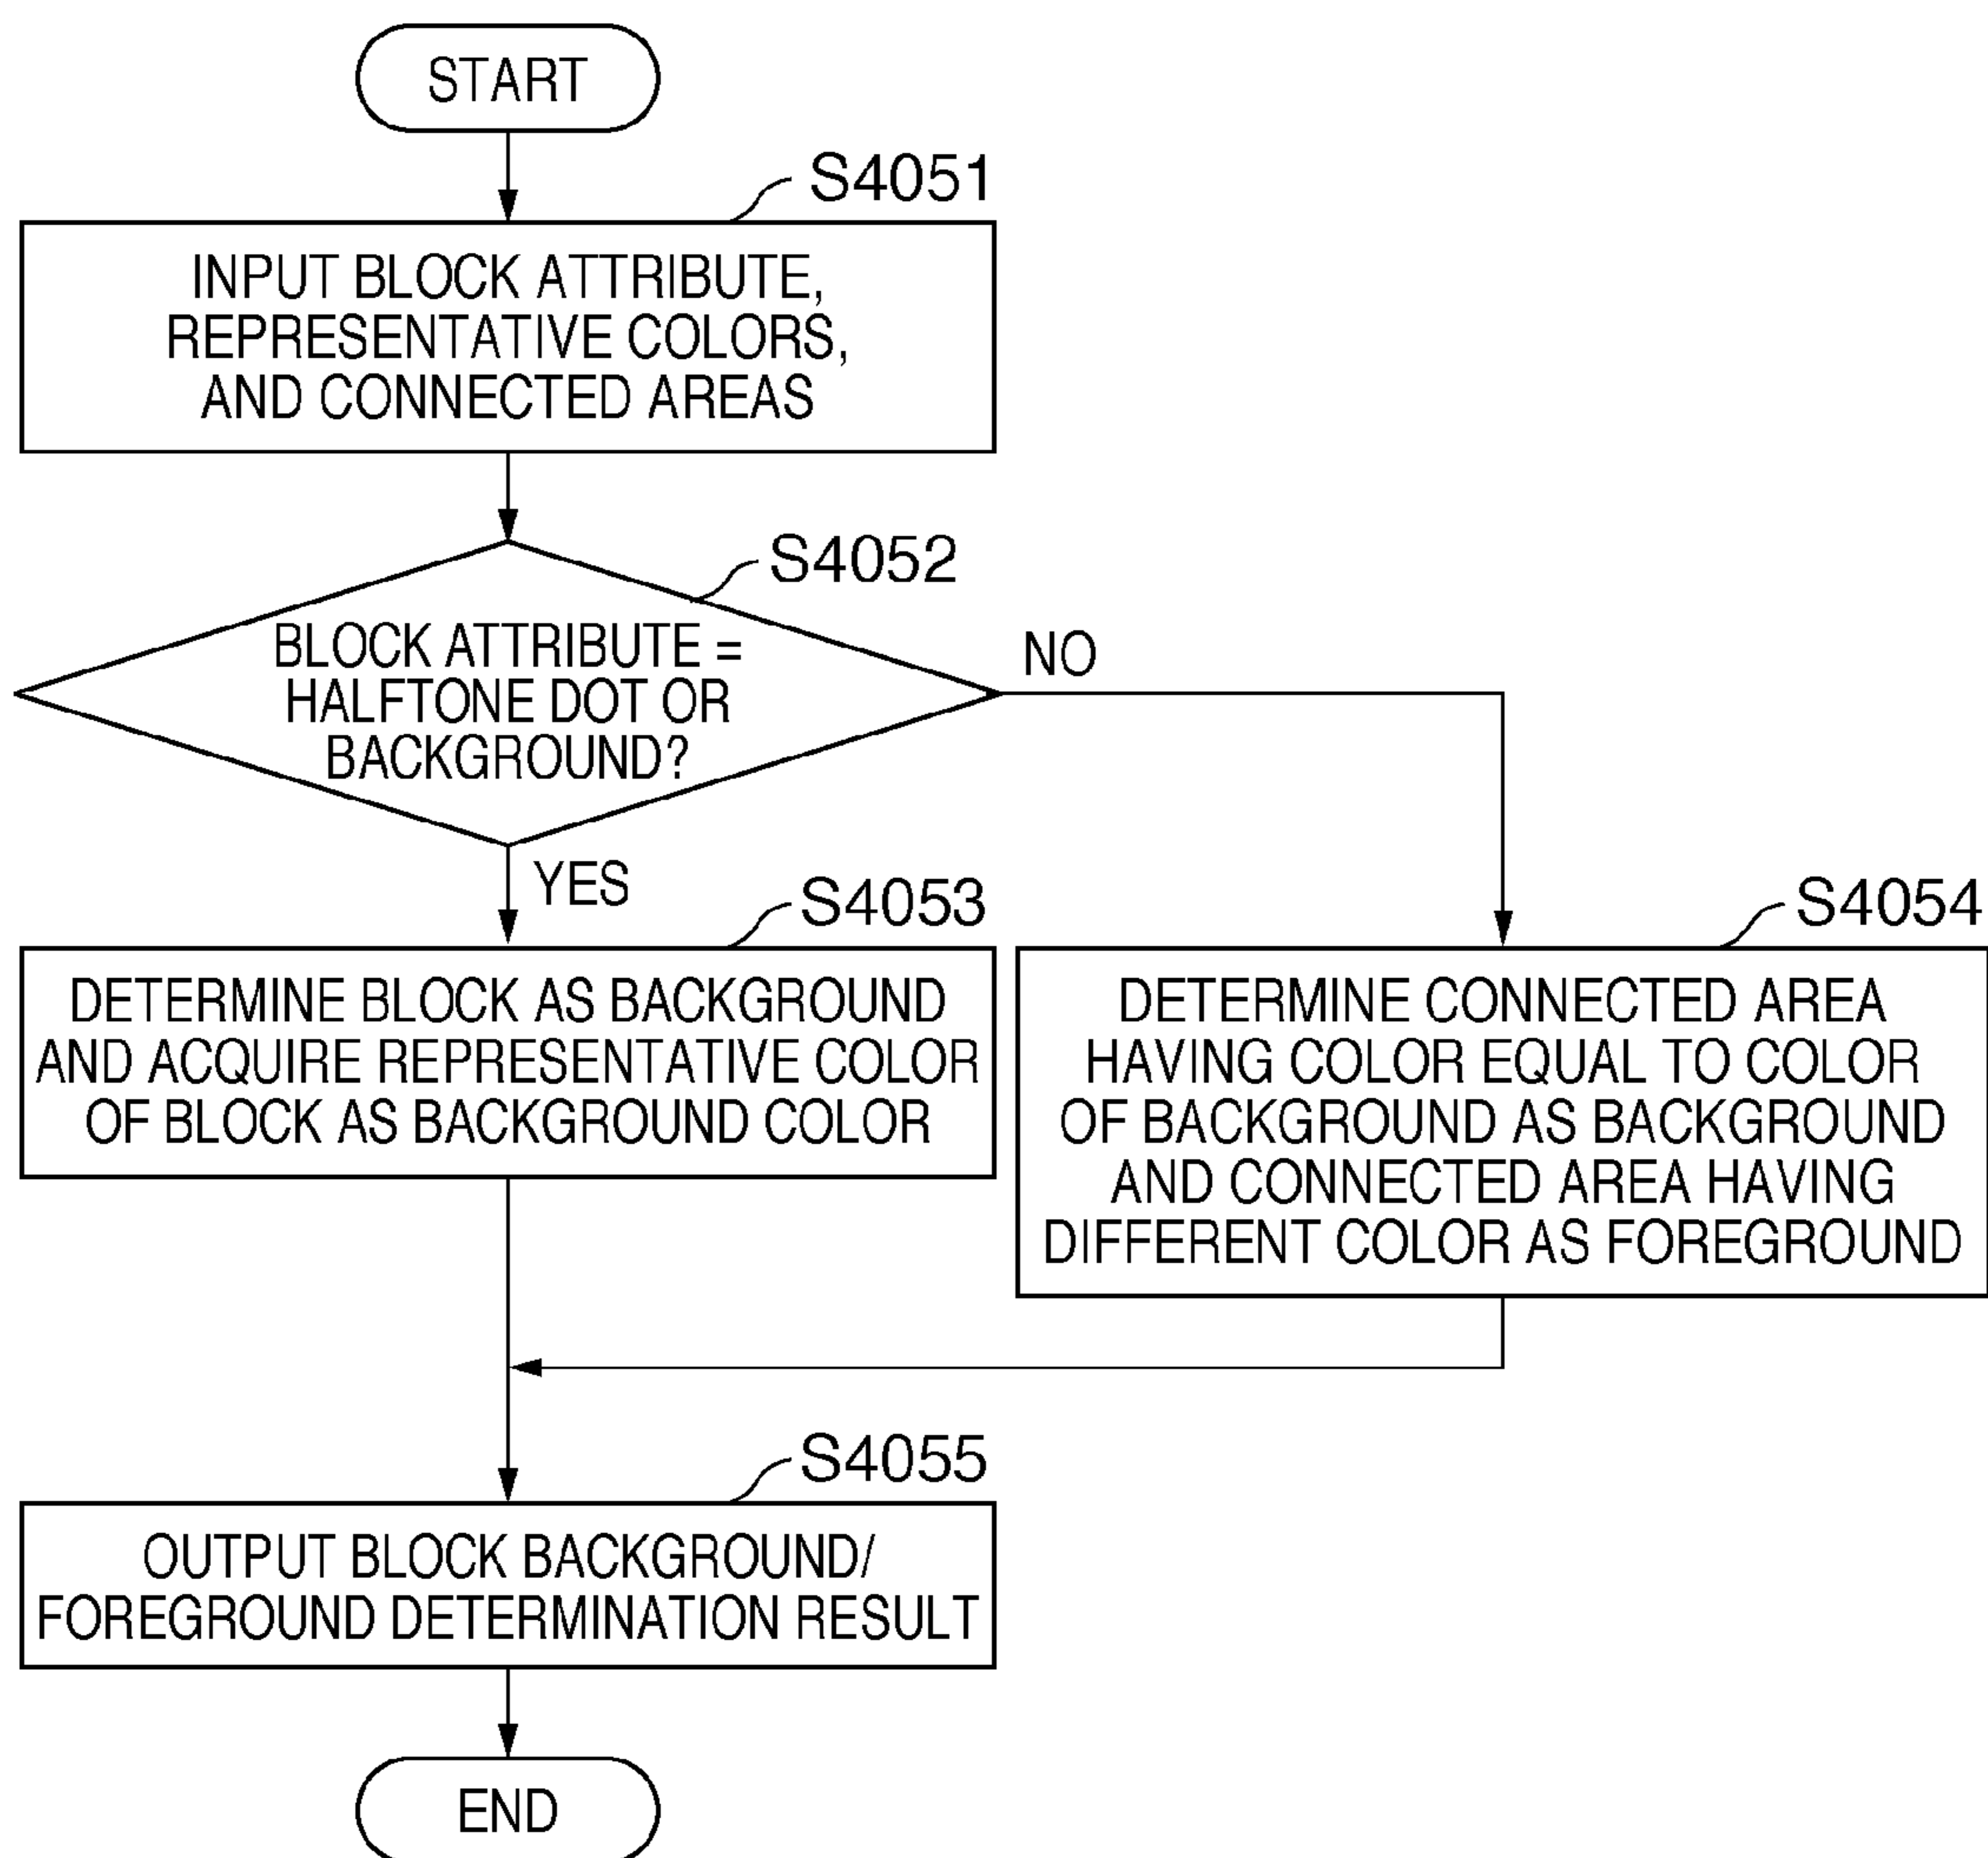 START
S4051
INPUT BLOCK ATTRIBUTE,
REPRESENTATIVE COLORS,
AND CONNECTED AREAS
S4052
BLOCK ATTRIBUTE =
HALFTONE DOT OR
BACKGROUND?
NO
YES
S4053
DETERMINE BLOCK AS BACKGROUND
AND ACQUIRE REPRESENTATIVE COLOR
OF BLOCK AS BACKGROUND COLOR
S4054
DETERMINE CONNECTED AREA
HAVING COLOR EQUAL TO COLOR
OF BACKGROUND AS BACKGROUND
AND CONNECTED AREA HAVING
DIFFERENT COLOR AS FOREGROUND
S4055
OUTPUT BLOCK BACKGROUND/
FOREGROUND DETERMINATION RESULT
END